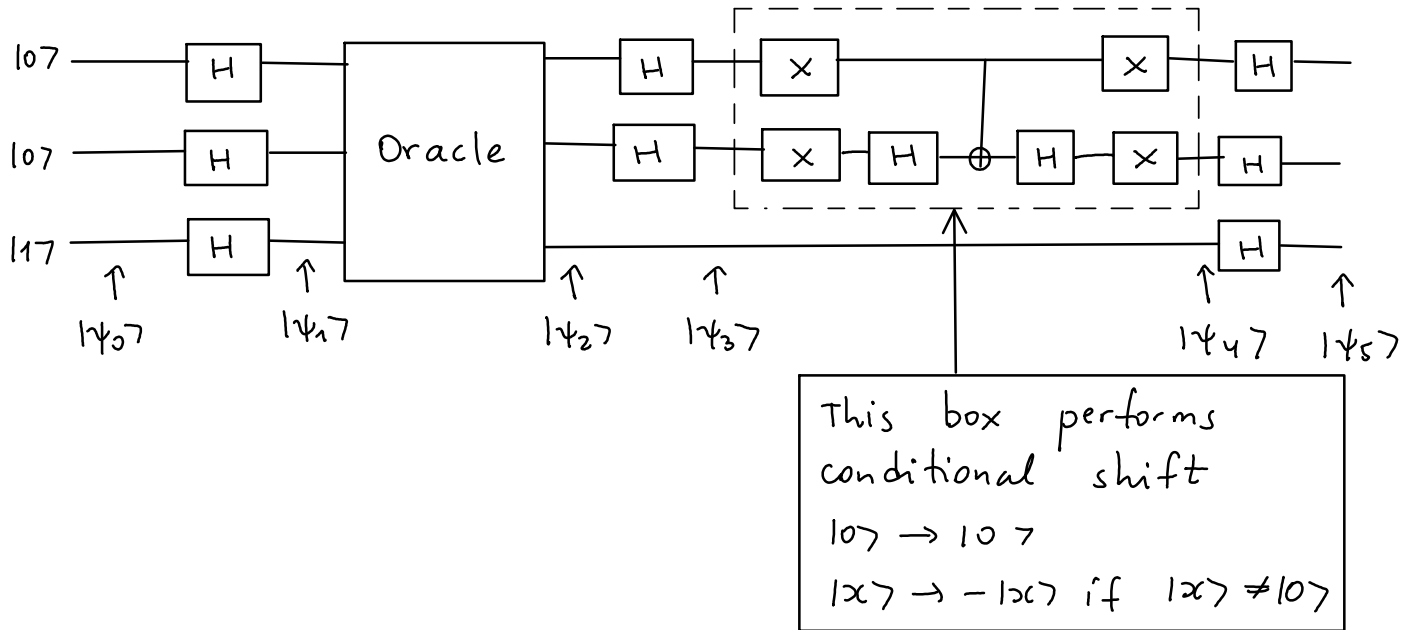 |0⟩ H H X X H
|0⟩ H Oracle H X H H X H
|1⟩ H H
|ψ₀⟩ |ψ₁⟩ |ψ₂⟩ |ψ₃⟩ |ψ₄⟩ |ψ₅⟩
This box performs
conditional shift
|0⟩ → |0⟩
|x⟩ → -|x⟩ if |x⟩ ≠ |0⟩